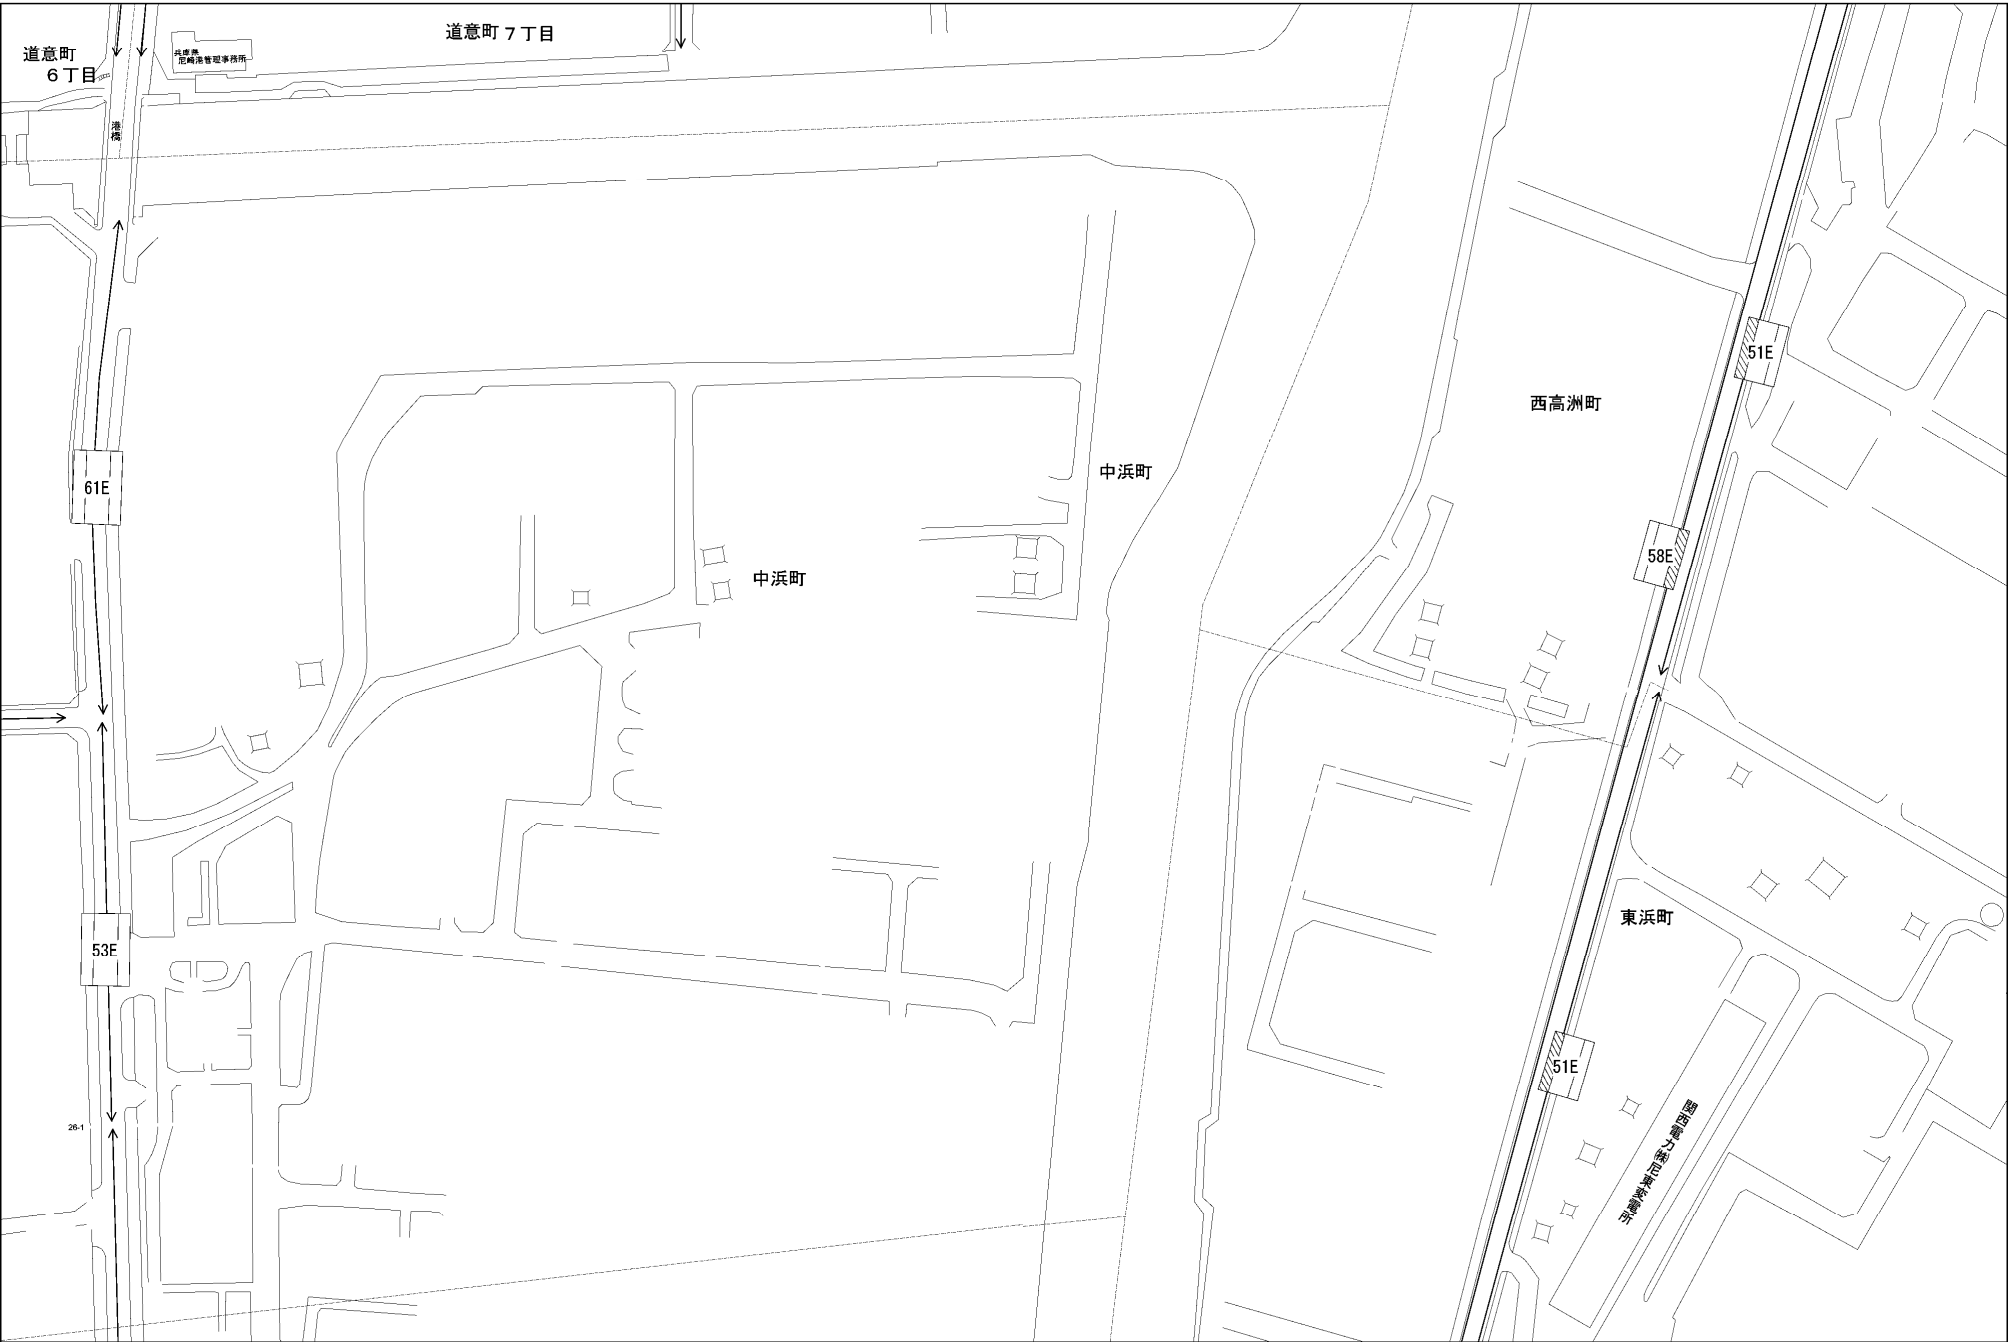 道意町
6丁目
兵庫県
尼崎港管理事務所
道意町7丁目
港橋
51E
西高洲町
中浜町
61E
58E
中浜町
東浜町
53E
51E
26-1
関西電力㈱尼東変電所